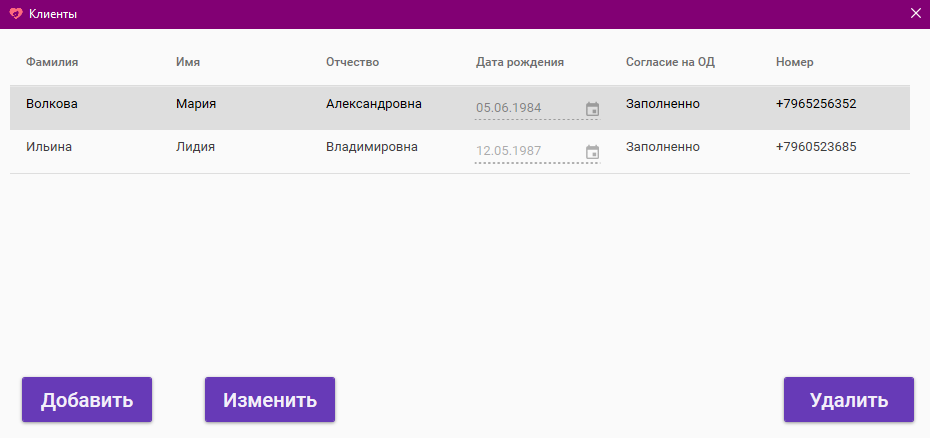 Клиенты
Фамилия Имя Отчество Дата рождения Согласие на ОД Номер
Волкова Мария Александровна 05.06.1984 Заполненно +7965256352
Ильина Лидия Владимировна 12.05.1987 Заполненно +7960523685
Добавить Изменить Удалить